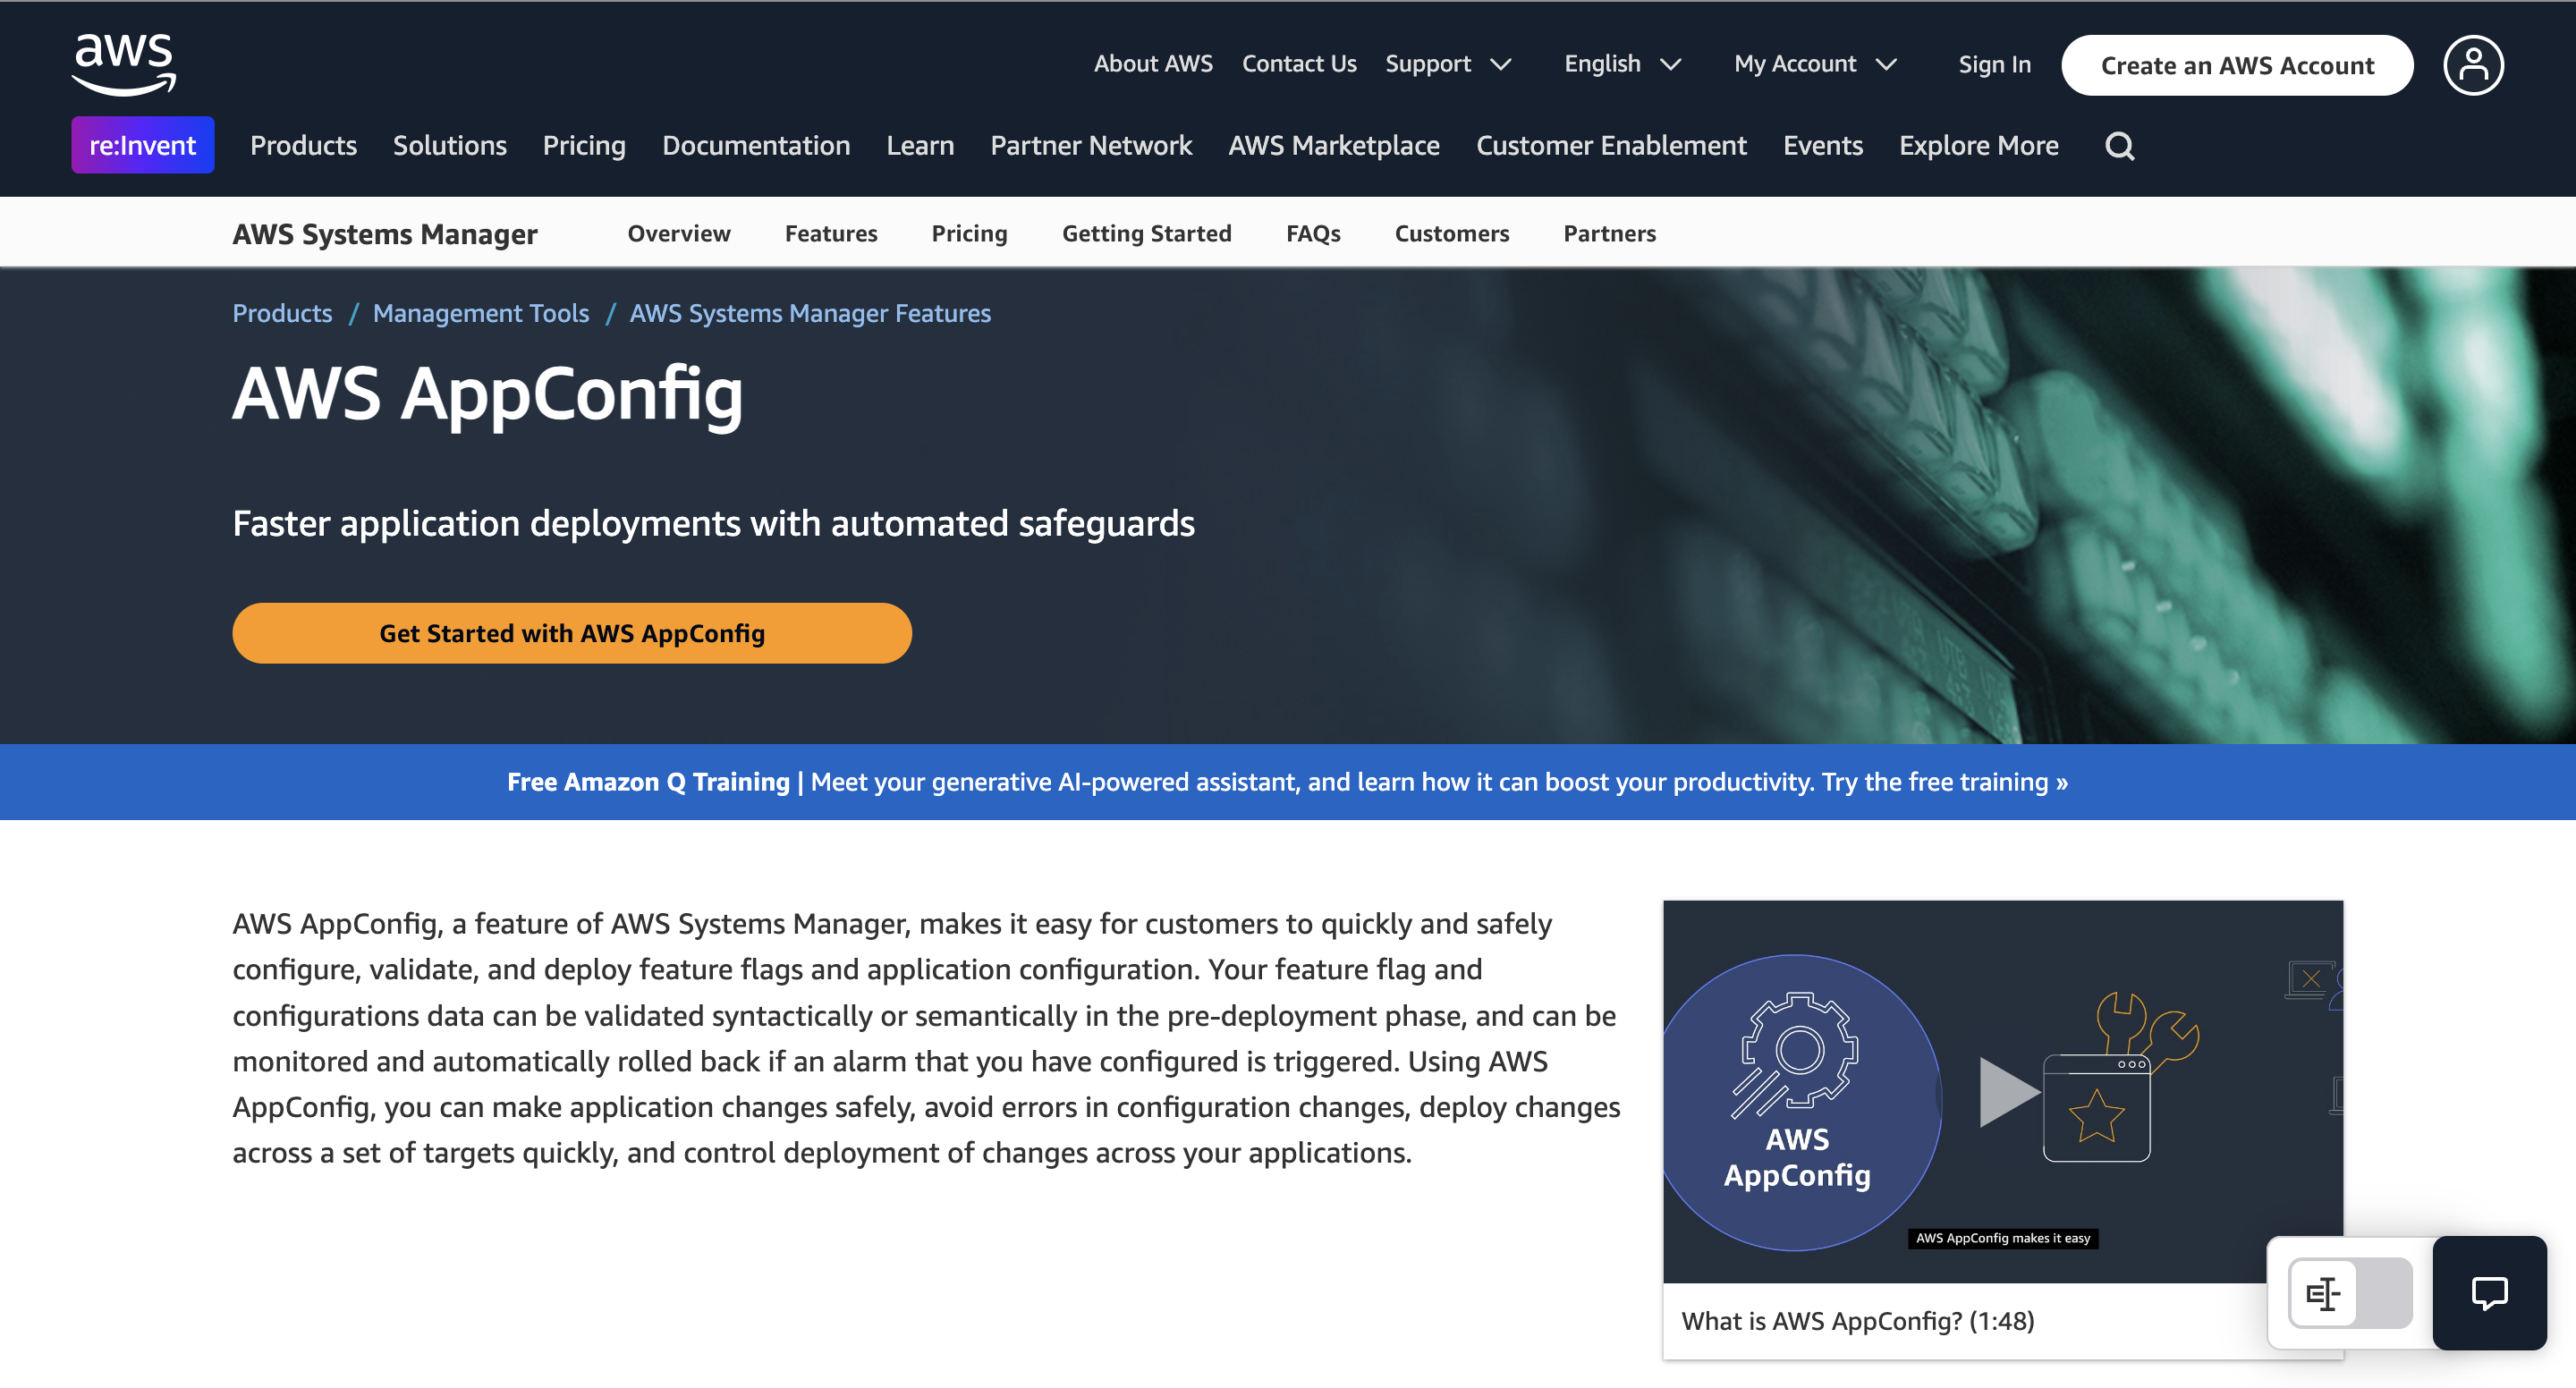 aws
About AWS Contact Us Support English My Account Sign In Create an AWS Account
re:Invent Products Solutions Pricing Documentation Learn Partner Network AWS Marketplace Customer Enablement Events Explore More
AWS Systems Manager Overview Features Pricing Getting Started FAQs Customers Partners
Products / Management Tools / AWS Systems Manager Features
AWS AppConfig
Faster application deployments with automated safeguards
Get Started with AWS AppConfig
Free Amazon Q Training | Meet your generative AI-powered assistant, and learn how it can boost your productivity. Try the free training »
AWS AppConfig, a feature of AWS Systems Manager, makes it easy for customers to quickly and safely
configure, validate, and deploy feature flags and application configuration. Your feature flag and
configurations data can be validated syntactically or semantically in the pre-deployment phase, and can be
monitored and automatically rolled back if an alarm that you have configured is triggered. Using AWS
AppConfig, you can make application changes safely, avoid errors in configuration changes, deploy changes
across a set of targets quickly, and control deployment of changes across your applications.
AWS
AppConfig
AWS AppConfig makes it easy
What is AWS AppConfig? (1:48)